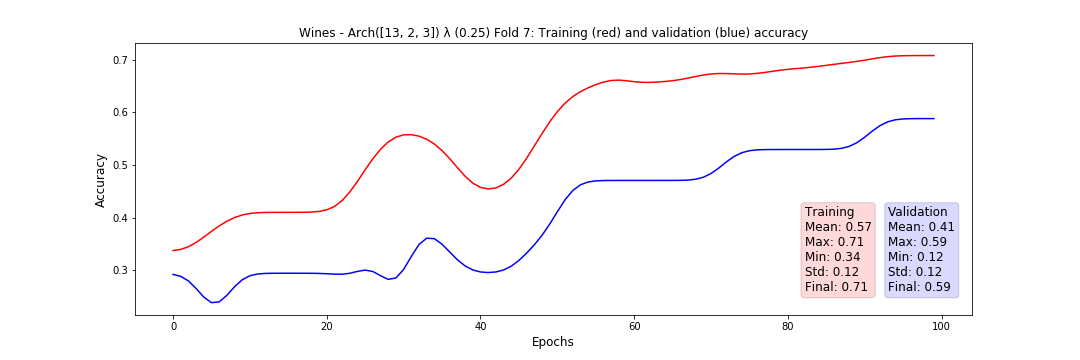 Wines - Arch([13, 2, 3]) λ (0.25) Fold 7: Training (red) and validation (blue) accuracy
Accuracy
0.7
0.6
0.5
0.4
0.3
Training
Mean: 0.57
Max: 0.71
Min: 0.34
Std: 0.12
Final: 0.71
Validation
Mean: 0.41
Max: 0.59
Min: 0.12
Std: 0.12
Final: 0.59
0
20
40
60
80
100
Epochs